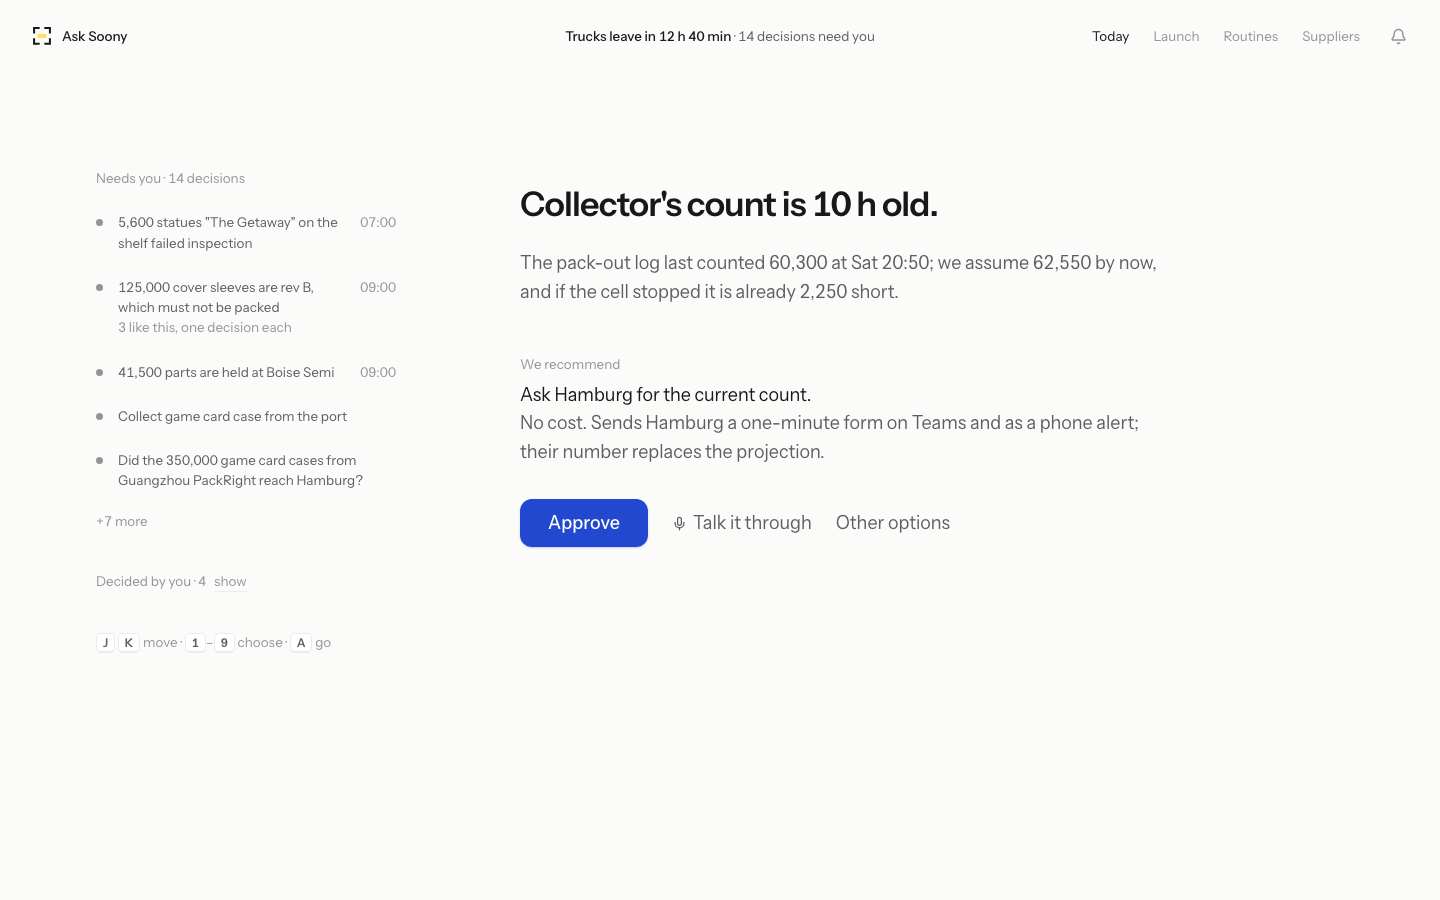 Ask Soony
Trucks leave in 12 h 40 min · 14 decisions need you
Today
Launch
Routines
Suppliers
Needs you · 14 decisions
5,600 statues "The Getaway" on the
shelf failed inspection
07:00
125,000 cover sleeves are rev B,
which must not be packed
3 like this, one decision each
09:00
41,500 parts are held at Boise Semi
09:00
Collect game card case from the port
Did the 350,000 game card cases from
Guangzhou PackRight reach Hamburg?
+7 more
Decided by you · 4 show
J K move · 1 – 9 choose · A go
Collector's count is 10 h old.
The pack-out log last counted 60,300 at Sat 20:50; we assume 62,550 by now,
and if the cell stopped it is already 2,250 short.
We recommend
Ask Hamburg for the current count.
No cost. Sends Hamburg a one-minute form on Teams and as a phone alert;
their number replaces the projection.
Approve
Talk it through
Other options